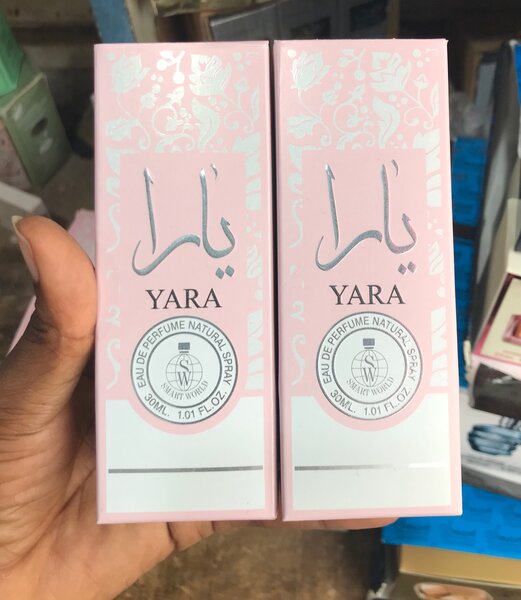 يارا
YARA
EAU DE PERFUME NATURAL SPRAY
30ML. 1.01 FL.OZ.
SW
SMART WORLD
يارا
YARA
EAU DE PERFUME NATURAL SPRAY
30ML. 1.01 FL.OZ.
SW
SMART WORLD